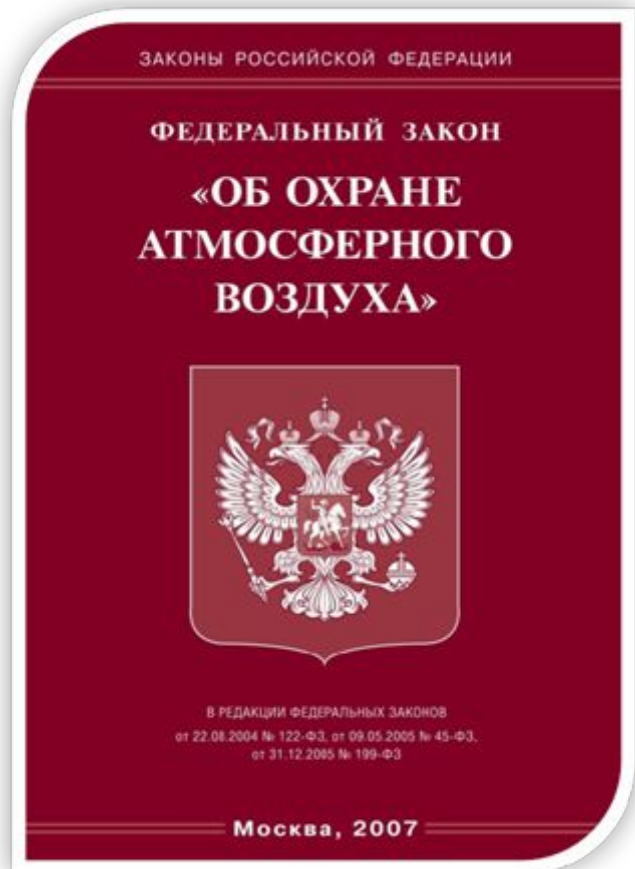 ЗАКОНЫ РОССИЙСКОЙ ФЕДЕРАЦИИ
ФЕДЕРАЛЬНЫЙ ЗАКОН
«ОБ ОХРАНЕ
АТМОСФЕРНОГО
ВОЗДУХА»
В РЕДАКЦИИ ФЕДЕРАЛЬНЫХ ЗАКОНОВ
от 22.08.2004 № 122-ФЗ, от 09.05.2005 № 45-ФЗ,
от 31.12.2005 № 199-ФЗ
Москва, 2007